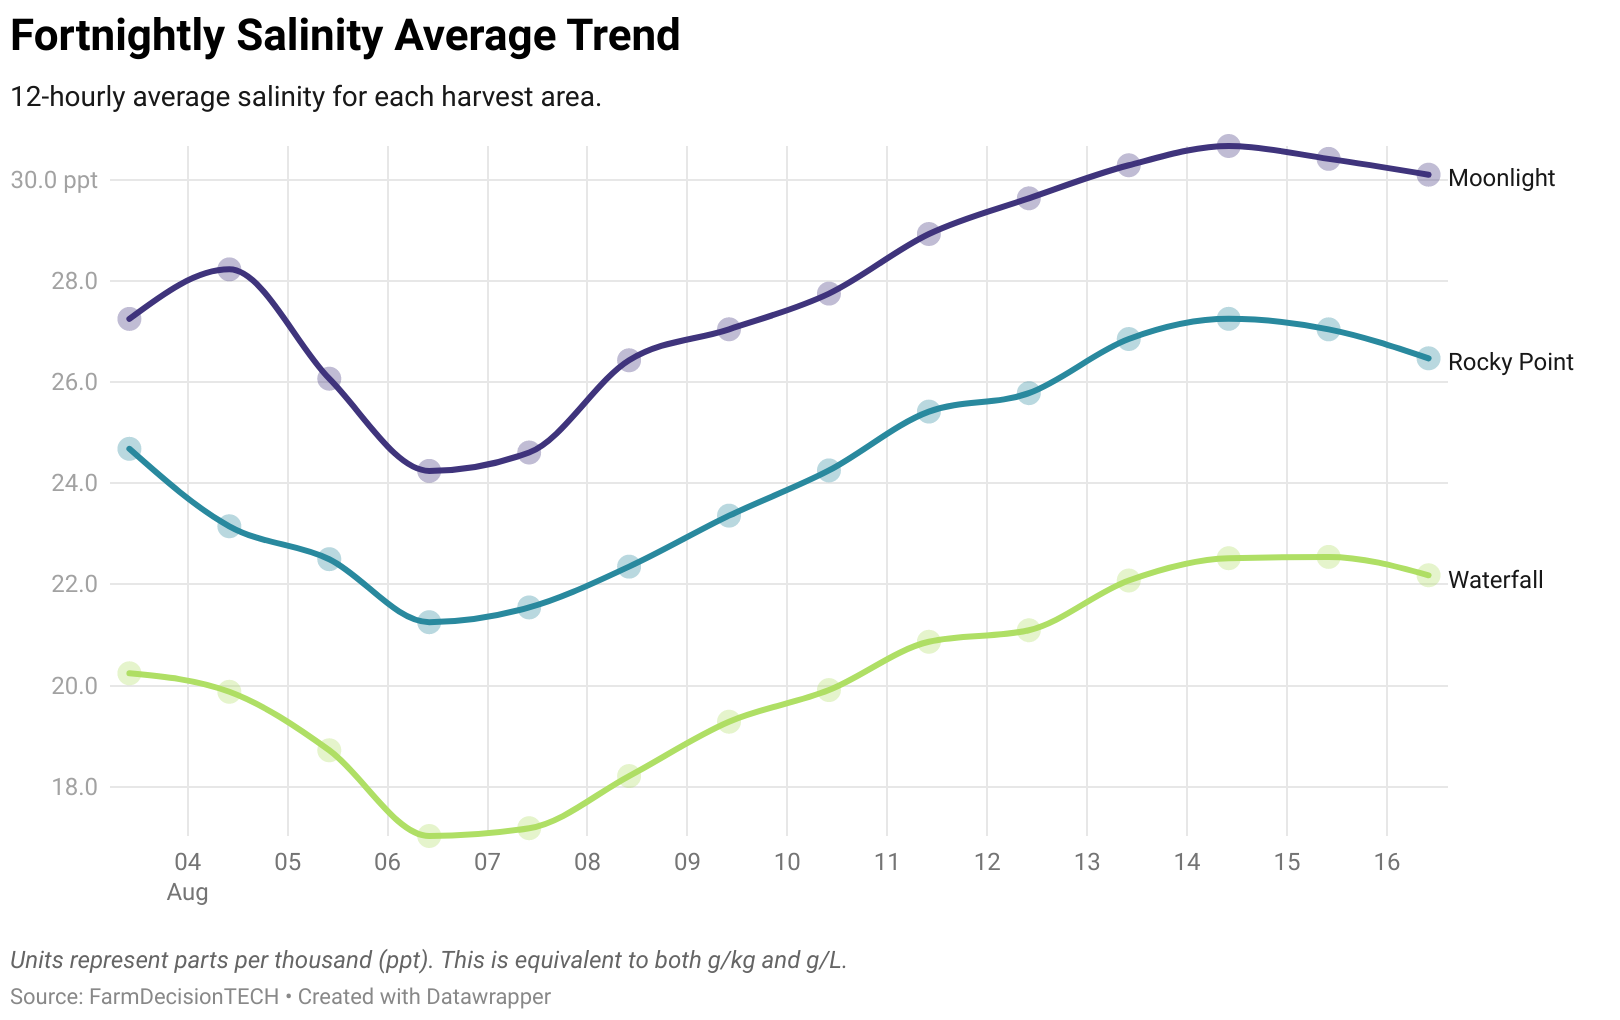 Fortnightly Salinity Average Trend
12-hourly average salinity for each harvest area.
30.0 ppt
28.0
26.0
24.0
22.0
20.0
18.0
Moonlight
Rocky Point
Waterfall
04 05 06 07 08 09 10 11 12 13 14 15 16
Aug
Units represent parts per thousand (ppt). This is equivalent to both g/kg and g/L.
Source: FarmDecisionTECH • Created with Datawrapper